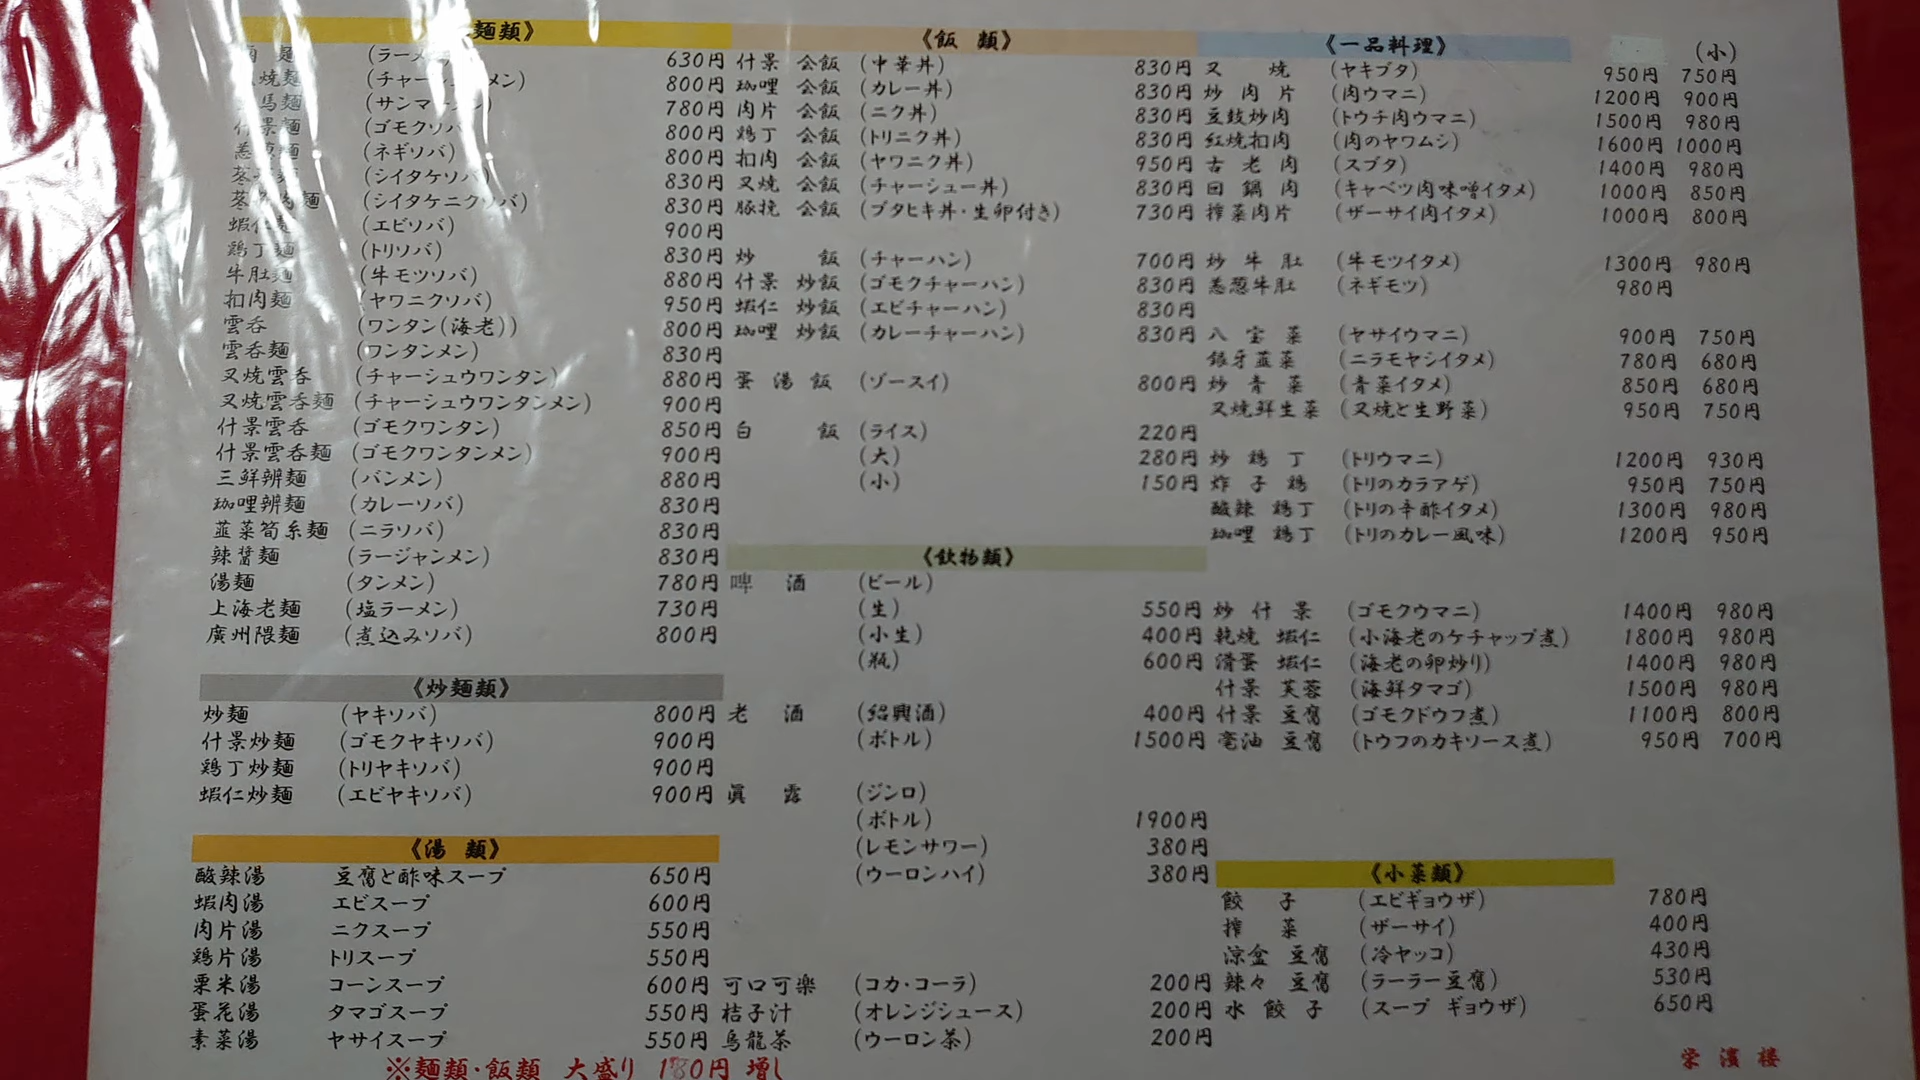 麺類》
麺 (ラーメ
焼麺 (チャーシュ メン) 630円
馬麺 (サンマーメン) 800円
什景麺 (ゴモクソバ) 780円
葱麺 (ネギソバ) 800円
(シイタケソバ) 800円
肉麺 (シイタケニクソバ) 830円
蝦仁麺 (エビソバ) 830円
鶏丁麺 (トリソバ) 900円
牛肚麺 (牛モツソバ) 830円
扣肉麺 (ヤワニクソバ) 880円
雲呑 (ワンタン(海老)) 950円
雲呑麺 (ワンタンメン) 800円
叉焼雲呑 (チャーシュウワンタン) 830円
叉焼雲呑麺 (チャーシュウワンタンメン) 880円
什景雲呑 (ゴモクワンタン) 900円
什景雲呑麺 (ゴモクワンタンメン) 850円
三鮮辨麺 (バンメン) 900円
珈哩辨麺 (カレーソバ) 880円
韮菜筍糸麺 (ニラソバ) 830円
辣醤麺 (ラージャンメン) 830円
湯麺 (タンメン) 830円
上海老麺 (塩ラーメン) 780円
廣州隈麺 (煮込みソバ) 730円
800円
《炒麺類》
炒麺 (ヤキソバ) 800円
什景炒麺 (ゴモクヤキソバ) 900円
鶏丁炒麺 (トリヤキソバ) 900円
蝦仁炒麺 (エビヤキソバ) 900円
《湯 類》
酸辣湯 豆腐と酢味スープ 650円
蝦肉湯 エビスープ 600円
肉片湯 ニクスープ 550円
鶏片湯 トリスープ 550円
栗米湯 コーンスープ 600円
蛋花湯 タマゴスープ 550円
素菜湯 ヤサイスープ 550円
※麺類・飯類 大盛り 180円 増し
《飯 類》
什景 会飯 (中華丼) 830円
珈哩 会飯 (カレー丼) 830円
肉片 会飯 (ニク丼) 830円
鶏丁 会飯 (トリニク丼) 830円
扣肉 会飯 (ヤワニク丼) 950円
叉焼 会飯 (チャーシュー丼) 830円
豚挽 会飯 (ブタヒキ丼・生卵付き) 730円
炒 飯 (チャーハン) 700円
什景 炒飯 (ゴモクチャーハン) 830円
蝦仁 炒飯 (エビチャーハン) 830円
珈哩 炒飯 (カレーチャーハン) 830円
蛋 湯 飯 (ゾースイ) 800円
白 飯 (ライス) 220円
(大) 280円
(小) 150円
《飲物類》
啤 酒 (ビール)
(生) 550円
(小生) 400円
(瓶) 600円
老 酒 (紹興酒) 400円
(ボトル) 1500円
眞 露 (ジンロ)
(ボトル) 1900円
(レモンサワー) 380円
(ウーロンハイ) 380円
可口可楽 (コカ・コーラ) 200円
桔子汁 (オレンジシュース) 200円
烏龍茶 (ウーロン茶) 200円
《一品料理》 (小)
叉 焼 (ヤキブタ) 950円 750円
炒 肉 片 (肉ウマニ) 1200円 900円
豆鼓炒肉 (トウチ肉ウマニ) 1500円 980円
紅焼扣肉 (肉のヤワムシ) 1600円 1000円
古 老 肉 (スブタ) 1400円 980円
回 鍋 肉 (キャベツ肉味噌イタメ) 1000円 850円
搾菜肉片 (ザーサイ肉イタメ) 1000円 800円
炒 牛 肚 (牛モツイタメ) 1300円 980円
葱牛肚 (ネギモツ) 980円
八 宝 菜 (ヤサイウマニ) 900円 750円
銀牙韮菜 (ニラモヤシイタメ) 780円 680円
炒 青 菜 (青菜イタメ) 850円 680円
叉焼鮮生菜 (叉焼と生野菜) 950円 750円
炒 鶏 丁 (トリウマニ) 1200円 930円
炸 子 鶏 (トリのカラアゲ) 950円 750円
酸辣 鶏丁 (トリの辛酢イタメ) 1300円 980円
珈哩 鶏丁 (トリのカレー風味) 1200円 950円
炒 什 景 (ゴモクウマニ) 1400円 980円
乾焼 蝦仁 (小海老のケチャップ煮) 1800円 980円
滑蛋 蝦仁 (海老の卵炒り) 1400円 980円
什景 芙蓉 (海鮮タマゴ) 1500円 980円
什景 豆腐 (ゴモクドウフ煮) 1100円 800円
毫油 豆腐 (トウフのカキソース煮) 950円 700円
《小菜類》
餃 子 (エビギョウザ) 780円
搾 菜 (ザーサイ) 400円
涼盆 豆腐 (冷ヤッコ) 430円
辣々 豆腐 (ラーラー豆腐) 530円
水 餃 子 (スープ ギョウザ) 650円
栄 濱 楼